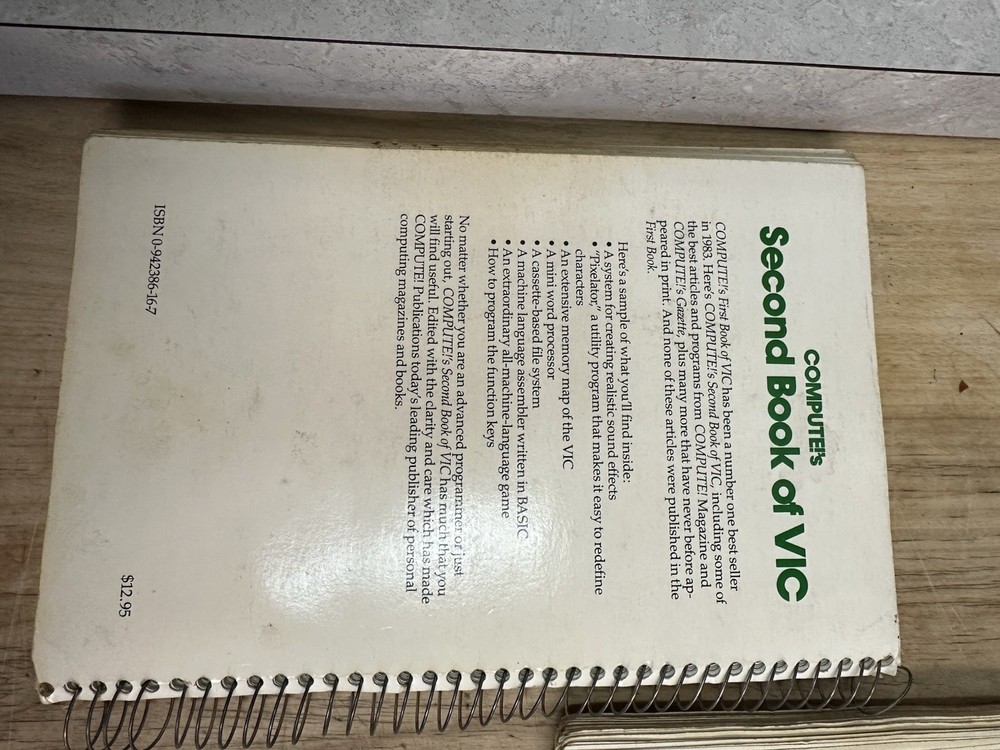 COMPUTE!'s
Second Book of VIC
COMPUTE!'s First Book of VIC has been a number one best seller
in 1983. Here's COMPUTE!'s Second Book of VIC, including some of
the best articles and programs from COMPUTE! Magazine and
COMPUTE!'s Gazette, plus many more that have never before ap-
peared in print. And none of these articles were published in the
First Book.
Here's a sample of what you'll find inside:
• A system for creating realistic sound effects
• "Pixelator," a utility program that makes it easy to redefine
characters
• An extensive memory map of the VIC
• A mini word processor
• A cassette-based file system
• A machine language assembler written in BASIC
• An extraordinary all-machine-language game
• How to program the function keys
No matter whether you are an advanced programmer or just
starting out, COMPUTE!'s Second Book of VIC has much that you
will find useful. Edited with the clarity and care which has made
COMPUTE! Publications today's leading publisher of personal
computing magazines and books.
$12.95
ISBN 0-942386-16-7